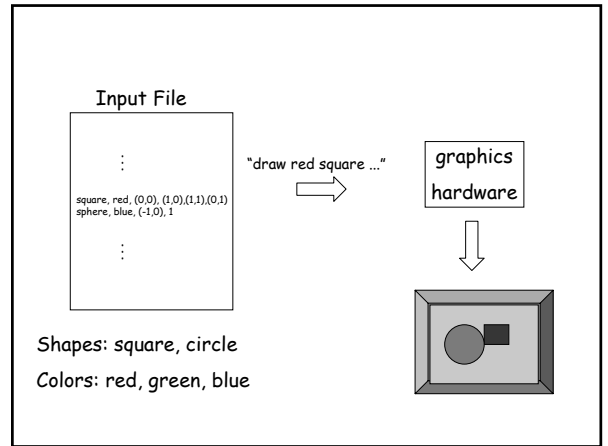 Input File
⋮
square, red, (0,0), (1,0),(1,1),(0,1)
sphere, blue, (-1,0), 1
⋮
"draw red square ..."
graphics
hardware
Shapes: square, circle
Colors: red, green, blue